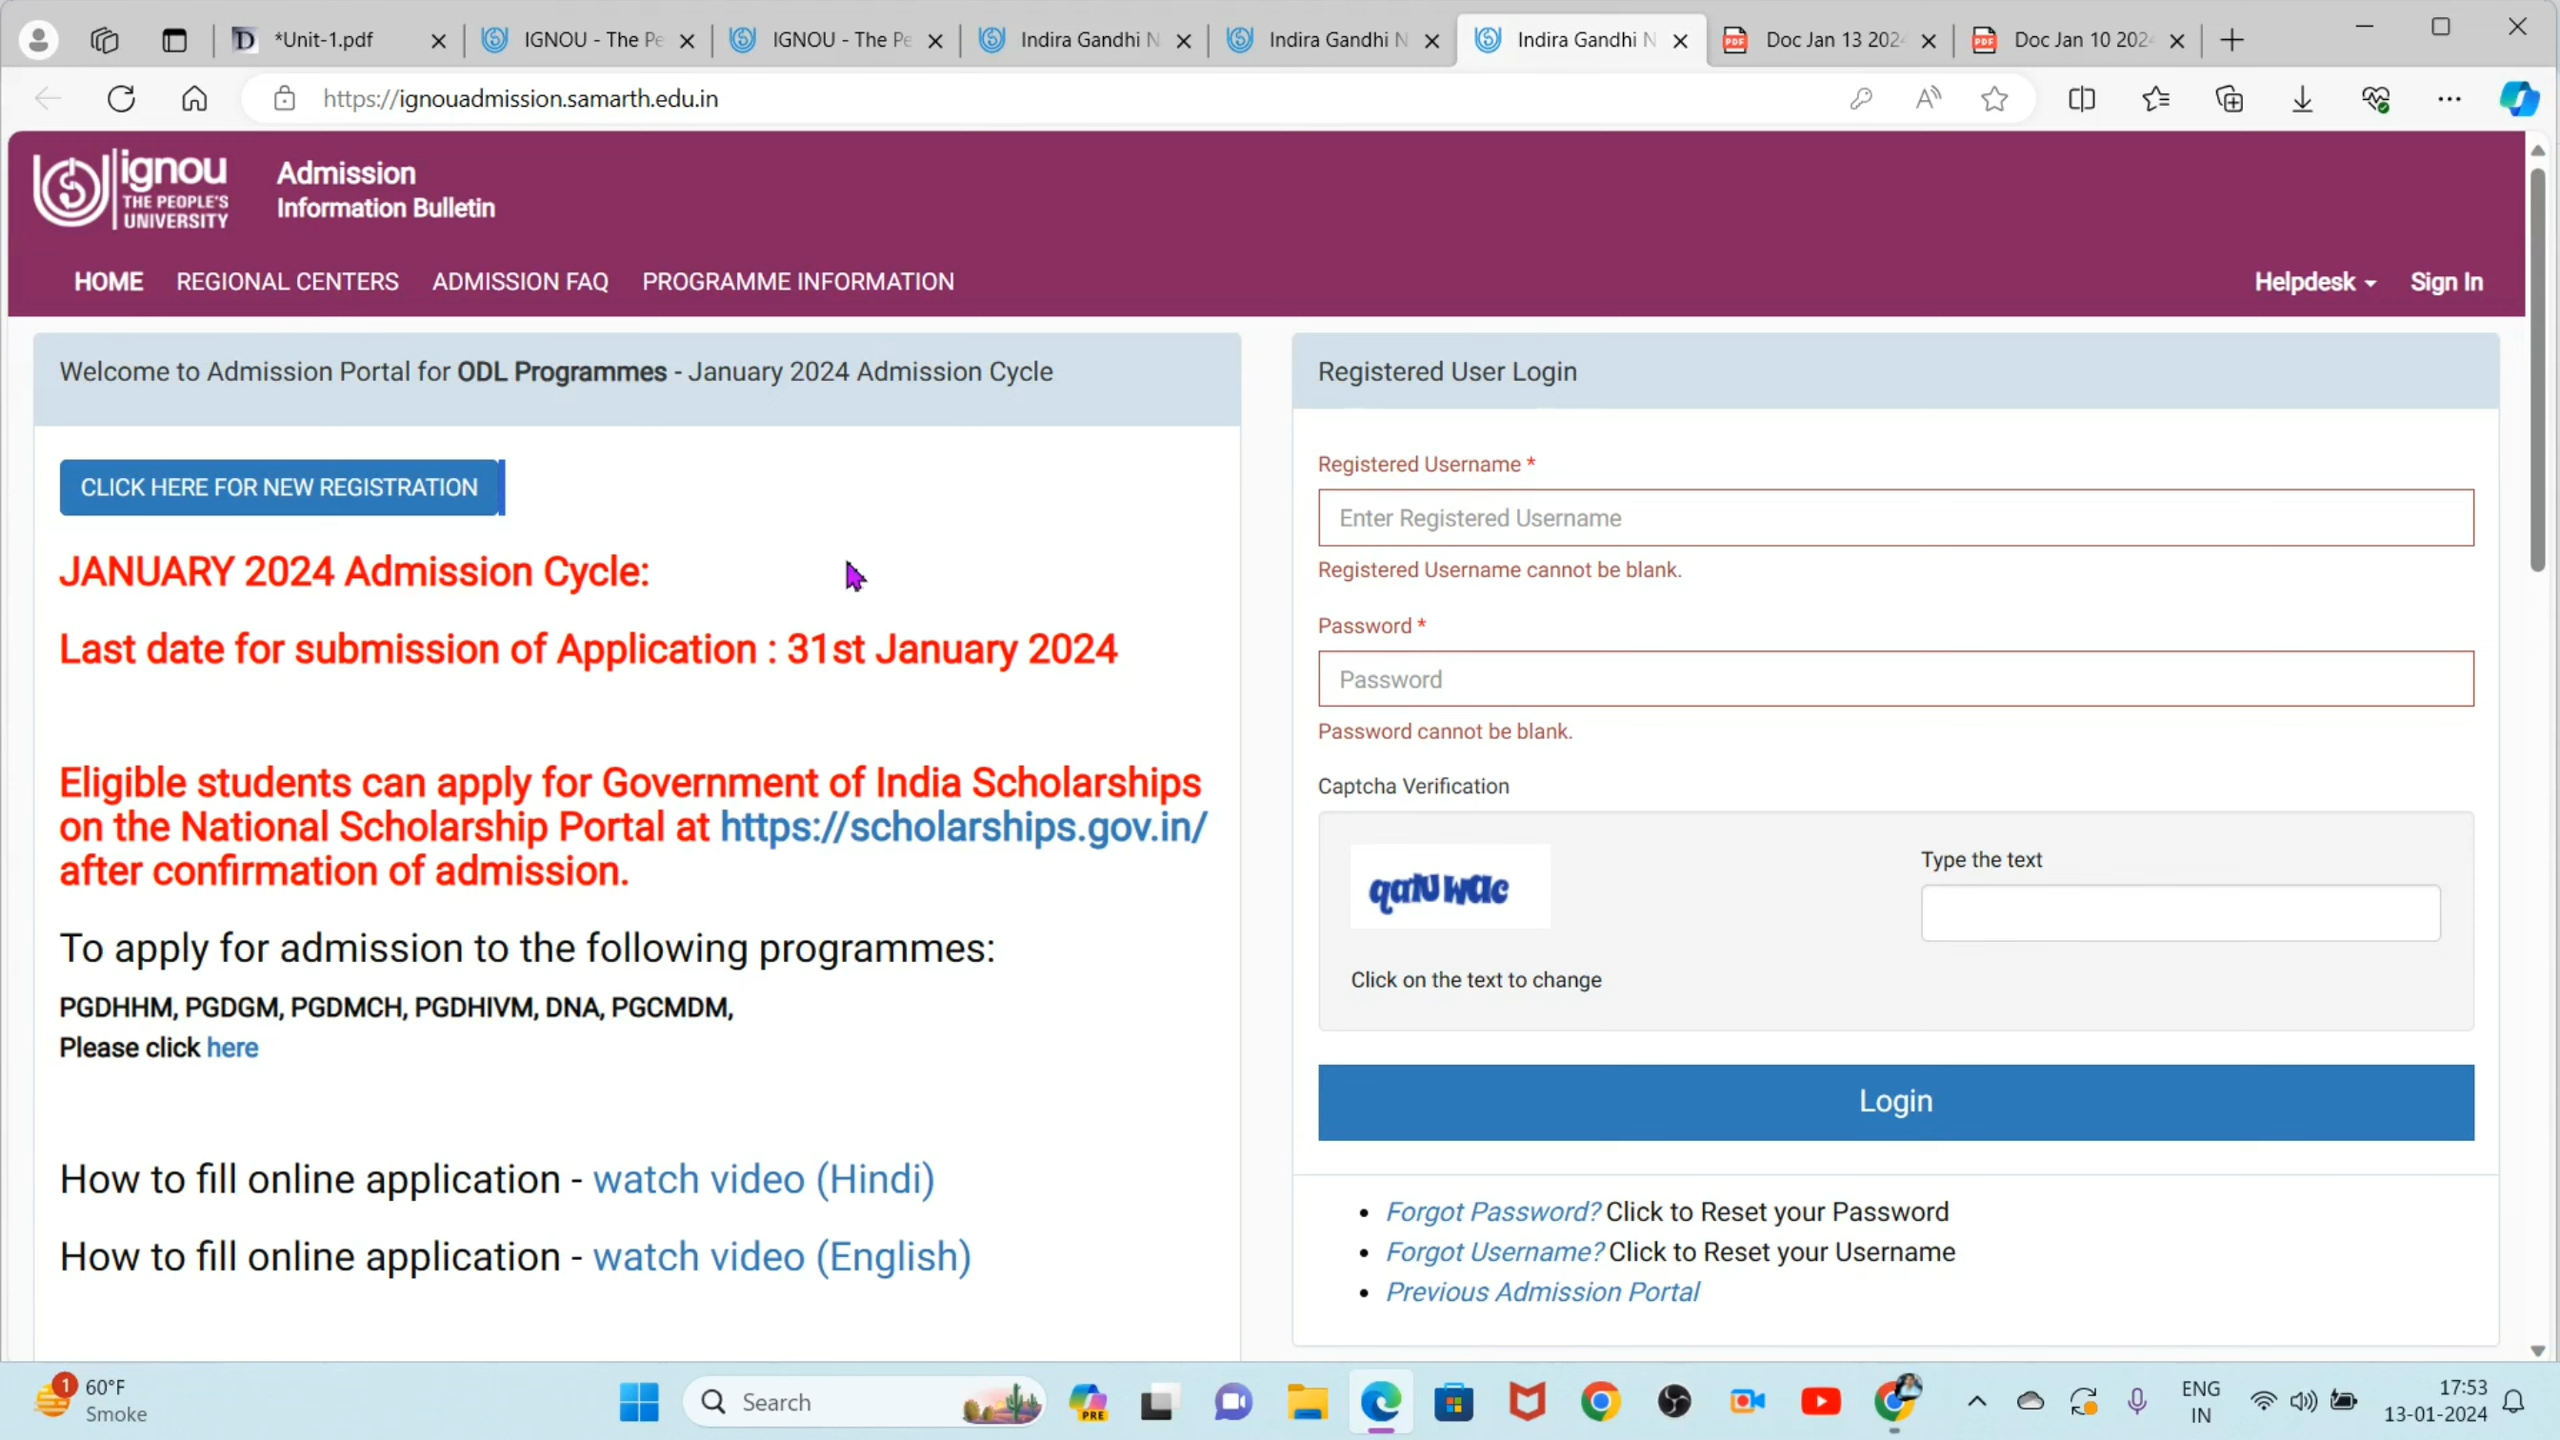 *Unit-1.pdf
IGNOU - The Pe
IGNOU - The Pe
Indira Gandhi N
Indira Gandhi N
Indira Gandhi N
Doc Jan 13 202
Doc Jan 10 202
https://ignouadmission.samarth.edu.in
ignou
THE PEOPLE'S
UNIVERSITY
Admission
Information Bulletin
HOME REGIONAL CENTERS ADMISSION FAQ PROGRAMME INFORMATION
Helpdesk Sign In
Welcome to Admission Portal for ODL Programmes - January 2024 Admission Cycle
CLICK HERE FOR NEW REGISTRATION
JANUARY 2024 Admission Cycle:
Last date for submission of Application : 31st January 2024
Eligible students can apply for Government of India Scholarships
on the National Scholarship Portal at https://scholarships.gov.in/
after confirmation of admission.
To apply for admission to the following programmes:
PGDHHM, PGDGM, PGDMCH, PGDHIVM, DNA, PGCMDM,
Please click here
How to fill online application - watch video (Hindi)
How to fill online application - watch video (English)
Registered User Login
Registered Username *
Enter Registered Username
Registered Username cannot be blank.
Password *
Password
Password cannot be blank.
Captcha Verification
qatuwac
Type the text
Click on the text to change
Login
Forgot Password? Click to Reset your Password
Forgot Username? Click to Reset your Username
Previous Admission Portal
1
60°F
Smoke
Search
PRE
ENG
IN
17:53
13-01-2024